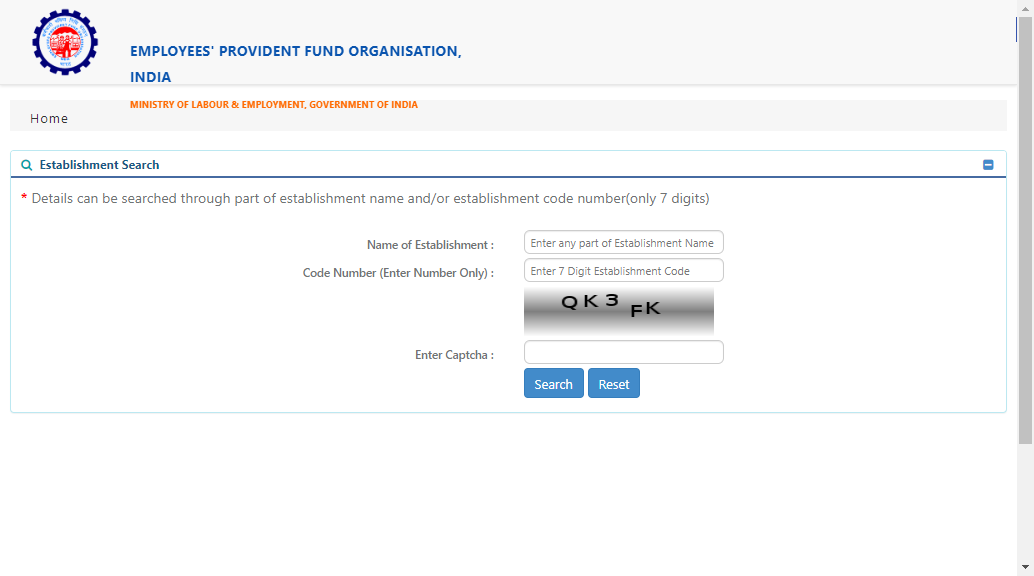 EMPLOYEES' PROVIDENT FUND ORGANISATION,
INDIA
MINISTRY OF LABOUR & EMPLOYMENT, GOVERNMENT OF INDIA
Home
Establishment Search
* Details can be searched through part of establishment name and/or establishment code number(only 7 digits)
Name of Establishment : Enter any part of Establishment Name
Code Number (Enter Number Only) : Enter 7 Digit Establishment Code
QK3FK
Enter Captcha :
Search Reset